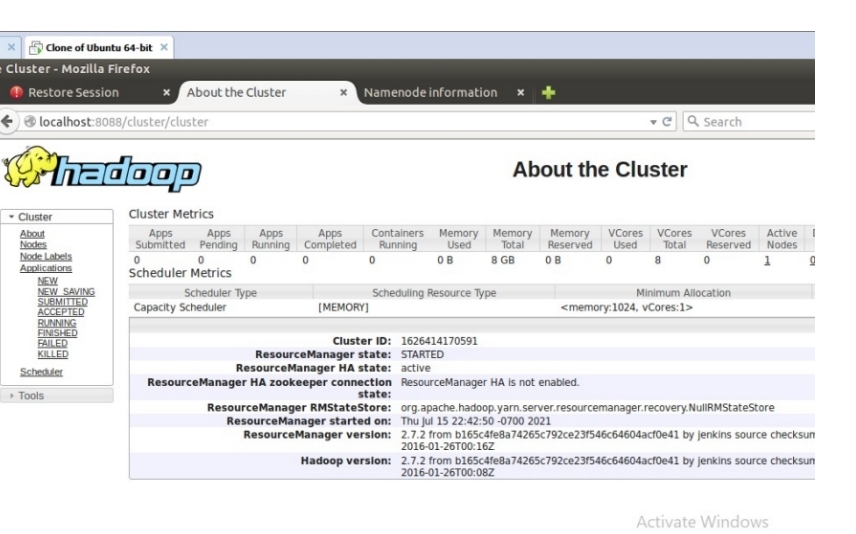 Clone of Ubuntu 64-bit
Cluster - Mozilla Firefox
Restore Session
About the Cluster
Namenode information
localhost:8088/cluster/cluster
Search
hadoop
About the Cluster
Cluster
About
Nodes
Node Labels
Applications
NEW
NEW_SAVING
SUBMITTED
ACCEPTED
RUNNING
FINISHED
FAILED
KILLED
Scheduler
Tools
Cluster Metrics
Apps Submitted Apps Pending Apps Running Apps Completed Containers Running Memory Used Memory Total Memory Reserved VCores Used VCores Total VCores Reserved Active Nodes
0 0 0 0 0 0 B 8 GB 0 B 0 8 0 1 0
Scheduler Metrics
Scheduler Type Scheduling Resource Type Minimum Allocation
Capacity Scheduler [MEMORY] <memory:1024, vCores:1>
Cluster ID: 1626414170591
ResourceManager state: STARTED
ResourceManager HA state: active
ResourceManager HA zookeeper connection state: ResourceManager HA is not enabled.
ResourceManager RMStateStore: org.apache.hadoop.yarn.server.resourcemanager.recovery.NullRMStateStore
ResourceManager started on: Thu Jul 15 22:42:50 -0700 2021
ResourceManager version: 2.7.2 from b165c4fe8a74265c792ce23f546c64604acf0e41 by jenkins source checksum
2016-01-26T00:16Z
Hadoop version: 2.7.2 from b165c4fe8a74265c792ce23f546c64604acf0e41 by jenkins source checksum
2016-01-26T00:08Z
Activate Windows